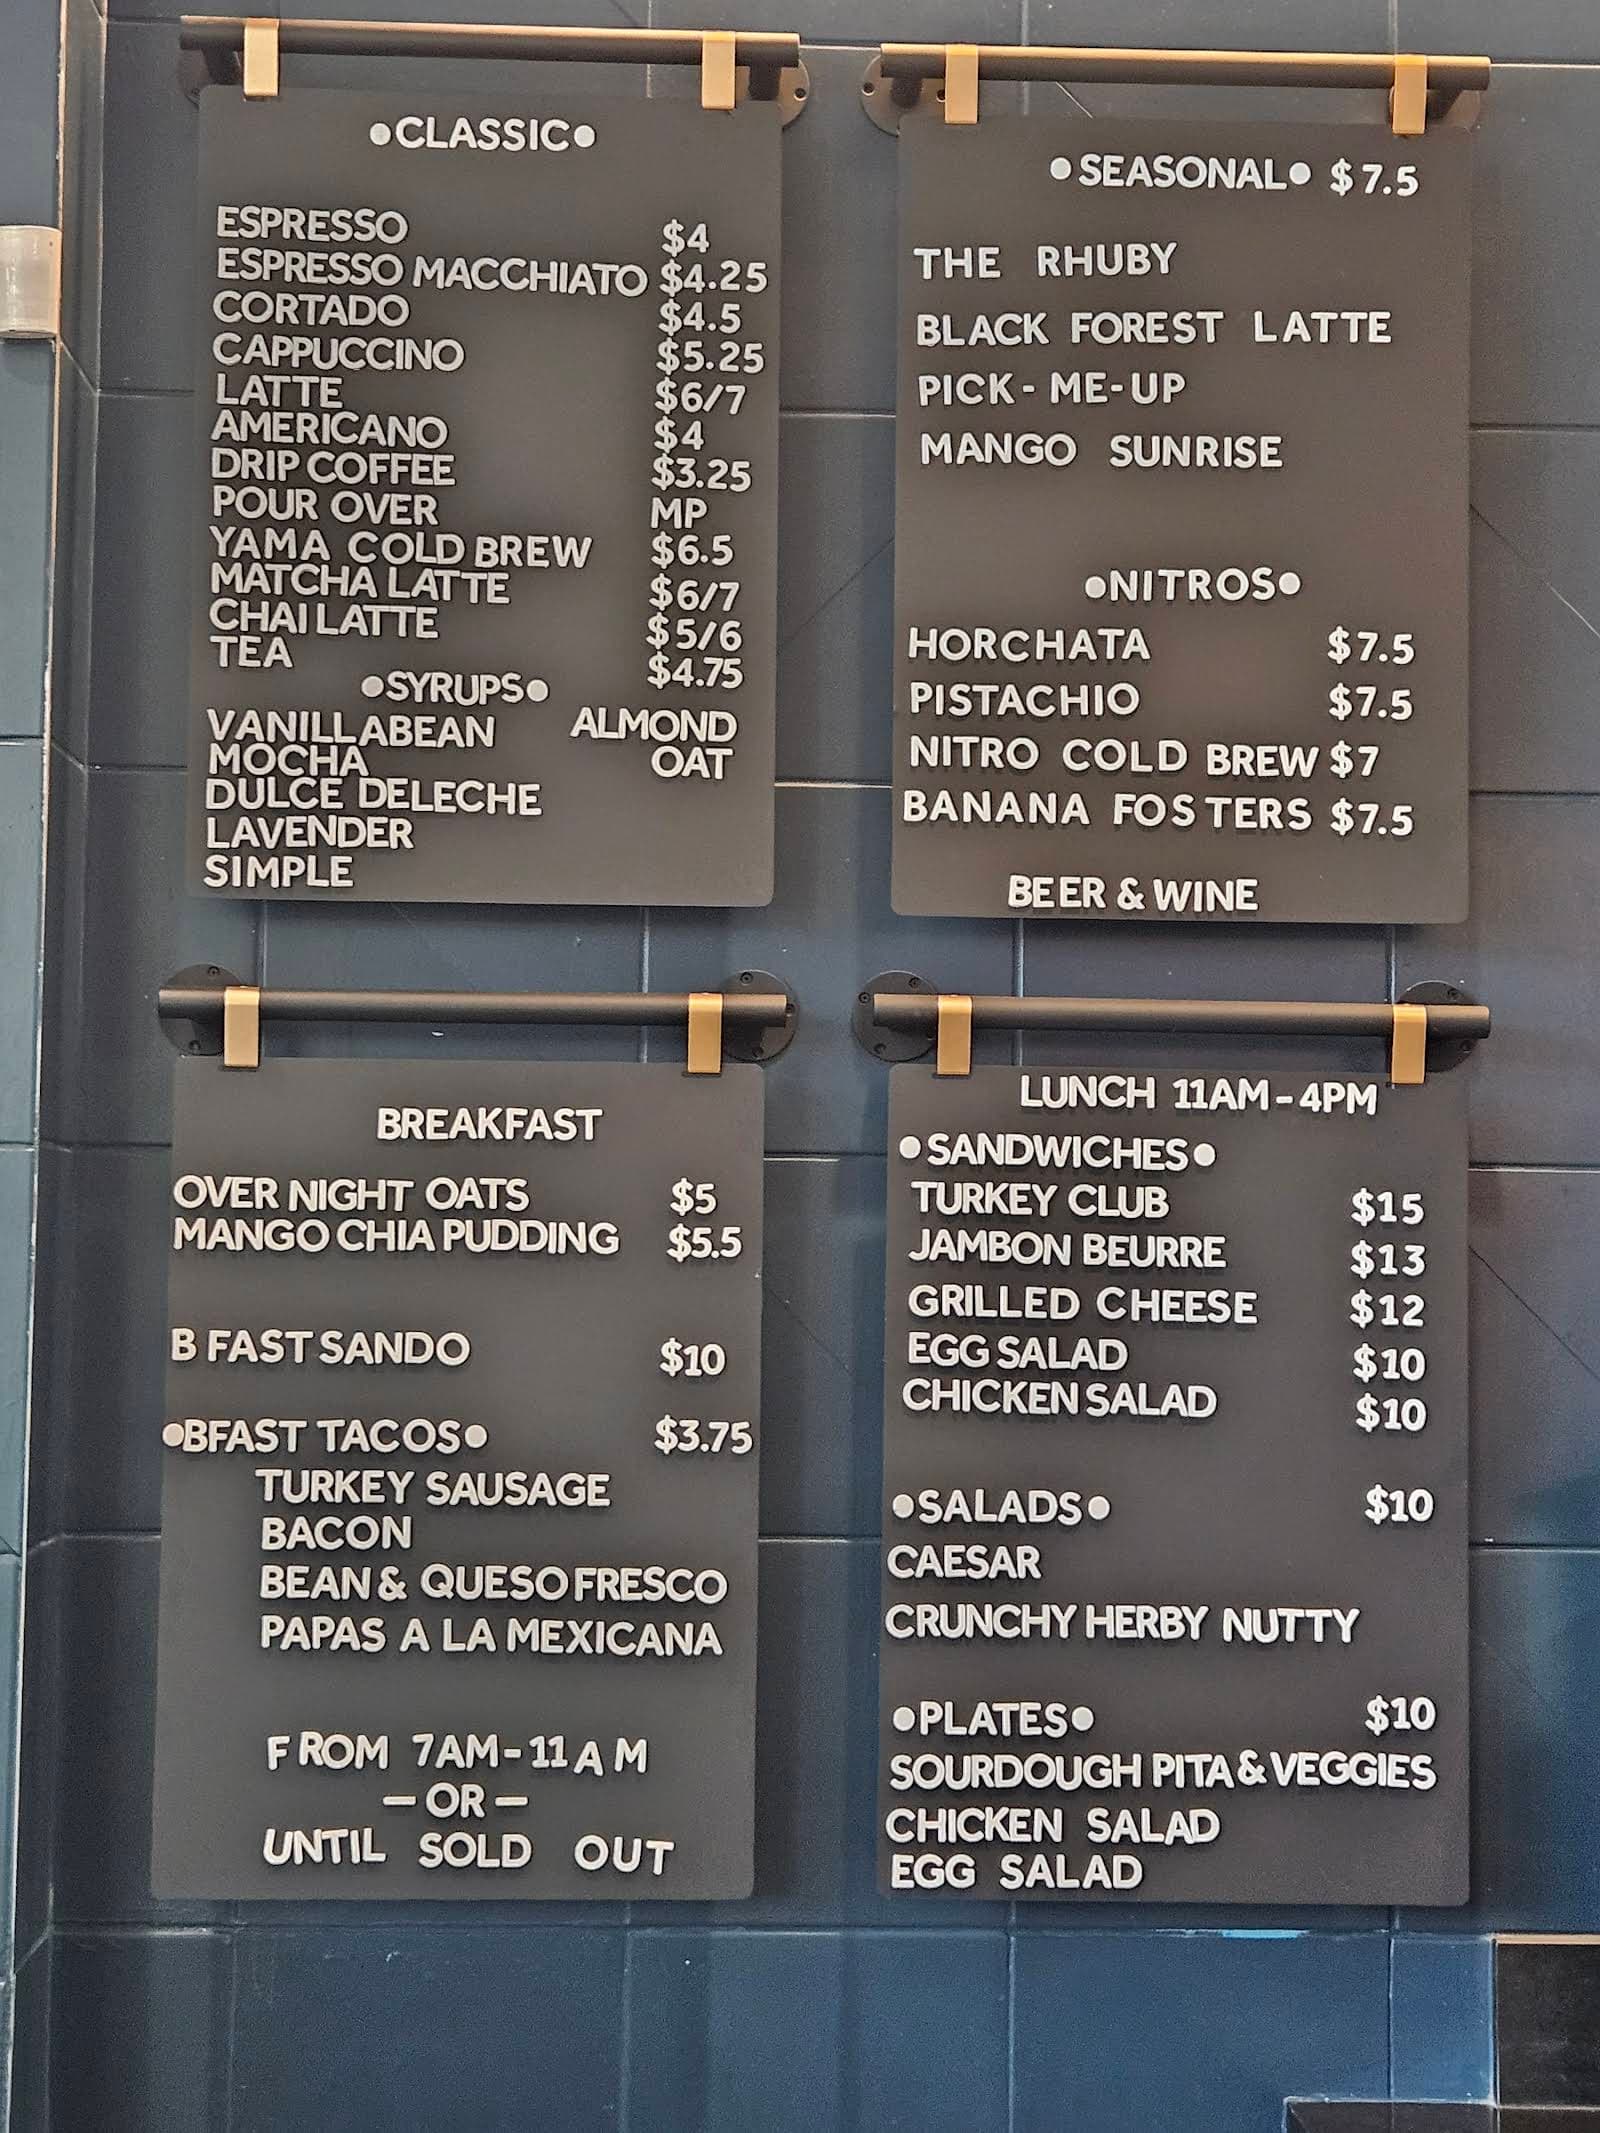 •CLASSIC•
ESPRESSO $4
ESPRESSO MACCHIATO $4.25
CORTADO $4.5
CAPPUCCINO $5.25
LATTE $6/7
AMERICANO $4
DRIP COFFEE $3.25
POUR OVER MP
YAMA COLD BREW $6.5
MATCHA LATTE $6/7
CHAI LATTE $5/6
TEA $4.75
•SYRUPS•
VANILLA BEAN ALMOND
MOCHA OAT
DULCE DELECHE
LAVENDER
SIMPLE
•SEASONAL• $7.5
THE RHUBY
BLACK FOREST LATTE
PICK-ME-UP
MANGO SUNRISE
•NITROS•
HORCHATA $7.5
PISTACHIO $7.5
NITRO COLD BREW $7
BANANA FOSTERS $7.5
BEER & WINE
BREAKFAST
OVER NIGHT OATS $5
MANGO CHIA PUDDING $5.5
B FAST SANDO $10
•BFAST TACOS• $3.75
TURKEY SAUSAGE
BACON
BEAN & QUESO FRESCO
PAPAS A LA MEXICANA
FROM 7AM-11AM
— OR —
UNTIL SOLD OUT
LUNCH 11AM-4PM
•SANDWICHES•
TURKEY CLUB $15
JAMBON BEURRE $13
GRILLED CHEESE $12
EGG SALAD $10
CHICKEN SALAD $10
•SALADS• $10
CAESAR
CRUNCHY HERBY NUTTY
•PLATES• $10
SOURDOUGH PITA & VEGGIES
CHICKEN SALAD
EGG SALAD